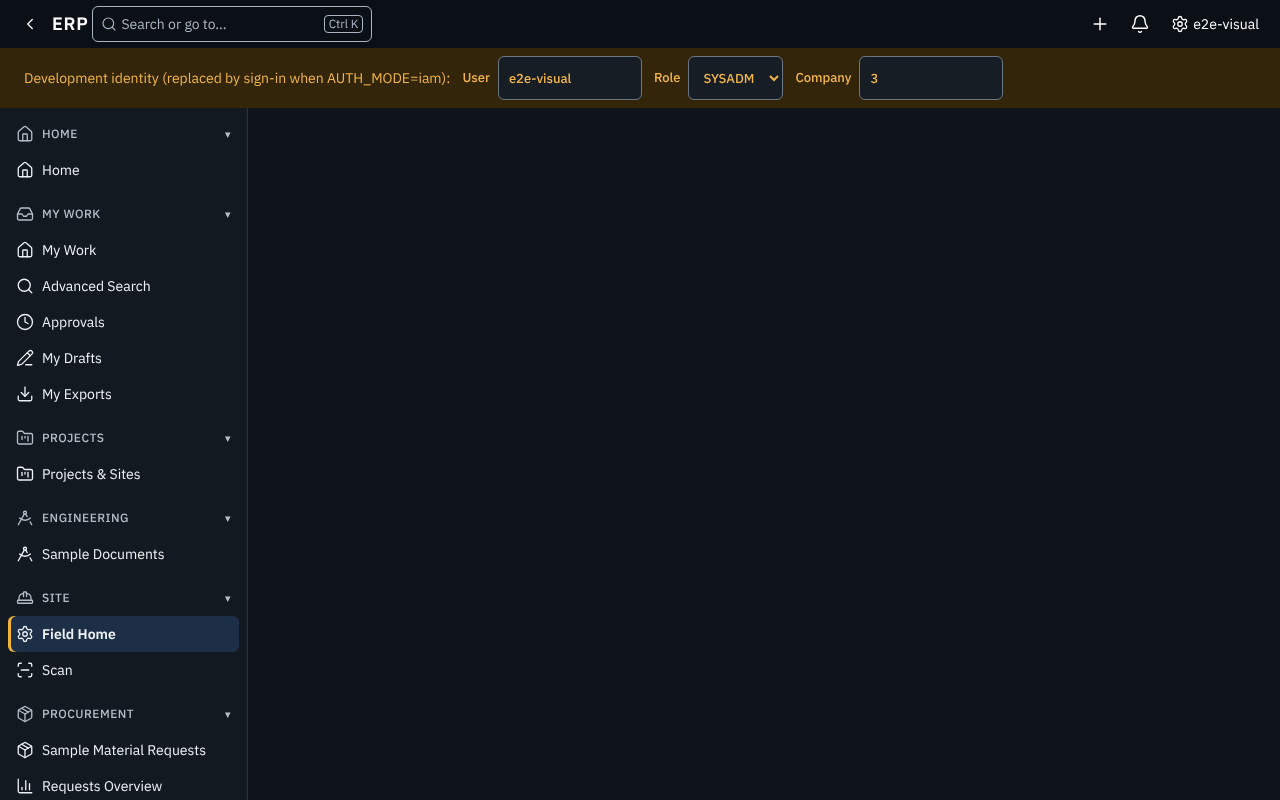 ERP
Search or go to...
Ctrl K
e2e-visual
Development identity (replaced by sign-in when AUTH_MODE=iam):
User
e2e-visual
Role
SYSADM
Company
3
HOME
Home
MY WORK
My Work
Advanced Search
Approvals
My Drafts
My Exports
PROJECTS
Projects & Sites
ENGINEERING
Sample Documents
SITE
Field Home
Scan
PROCUREMENT
Sample Material Requests
Requests Overview